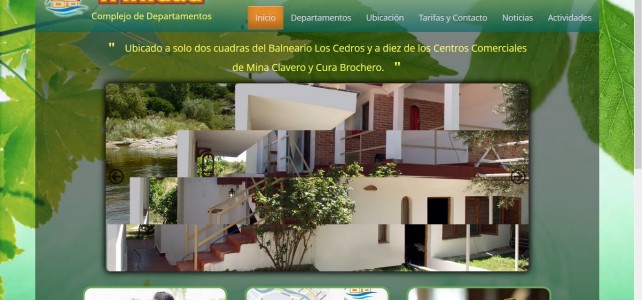 Complejo de Departamentos
Inicio Departamentos Ubicación Tarifas y Contacto Noticias Actividades
" Ubicado a solo dos cuadras del Balneario Los Cedros y a diez de los Centros Comerciales
de Mina Clavero y Cura Brochero. "